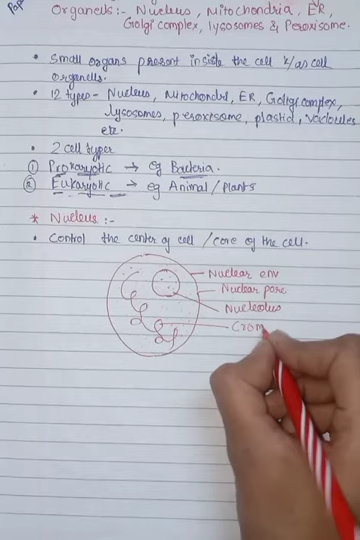 Organells:- Nucleus, Mitochondria, ER,
Golgi complex, lysosomes & Peroxisome.
• Small organs present inside the cell k/as cell
organells.
• 12 types- Nucleus, Mitochondri, ER, Golgi complex,
lysosomes, peroxisome, plastid, vacuoles
etc.
• 2 cell types
① Prokaryotic → eg Bacteria.
② Eukaryotic → eg Animal/Plants
* Nucleus:-
• Control the center of cell/core of the cell.
Nuclear env
Nuclear pore
Nucleolus
Crom